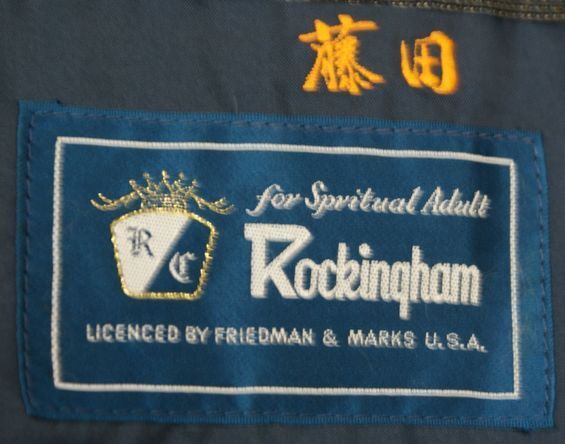 藤田
for Spritual Adult
R
C
Rockingham
LICENCED BY FRIEDMAN & MARKS U.S.A.